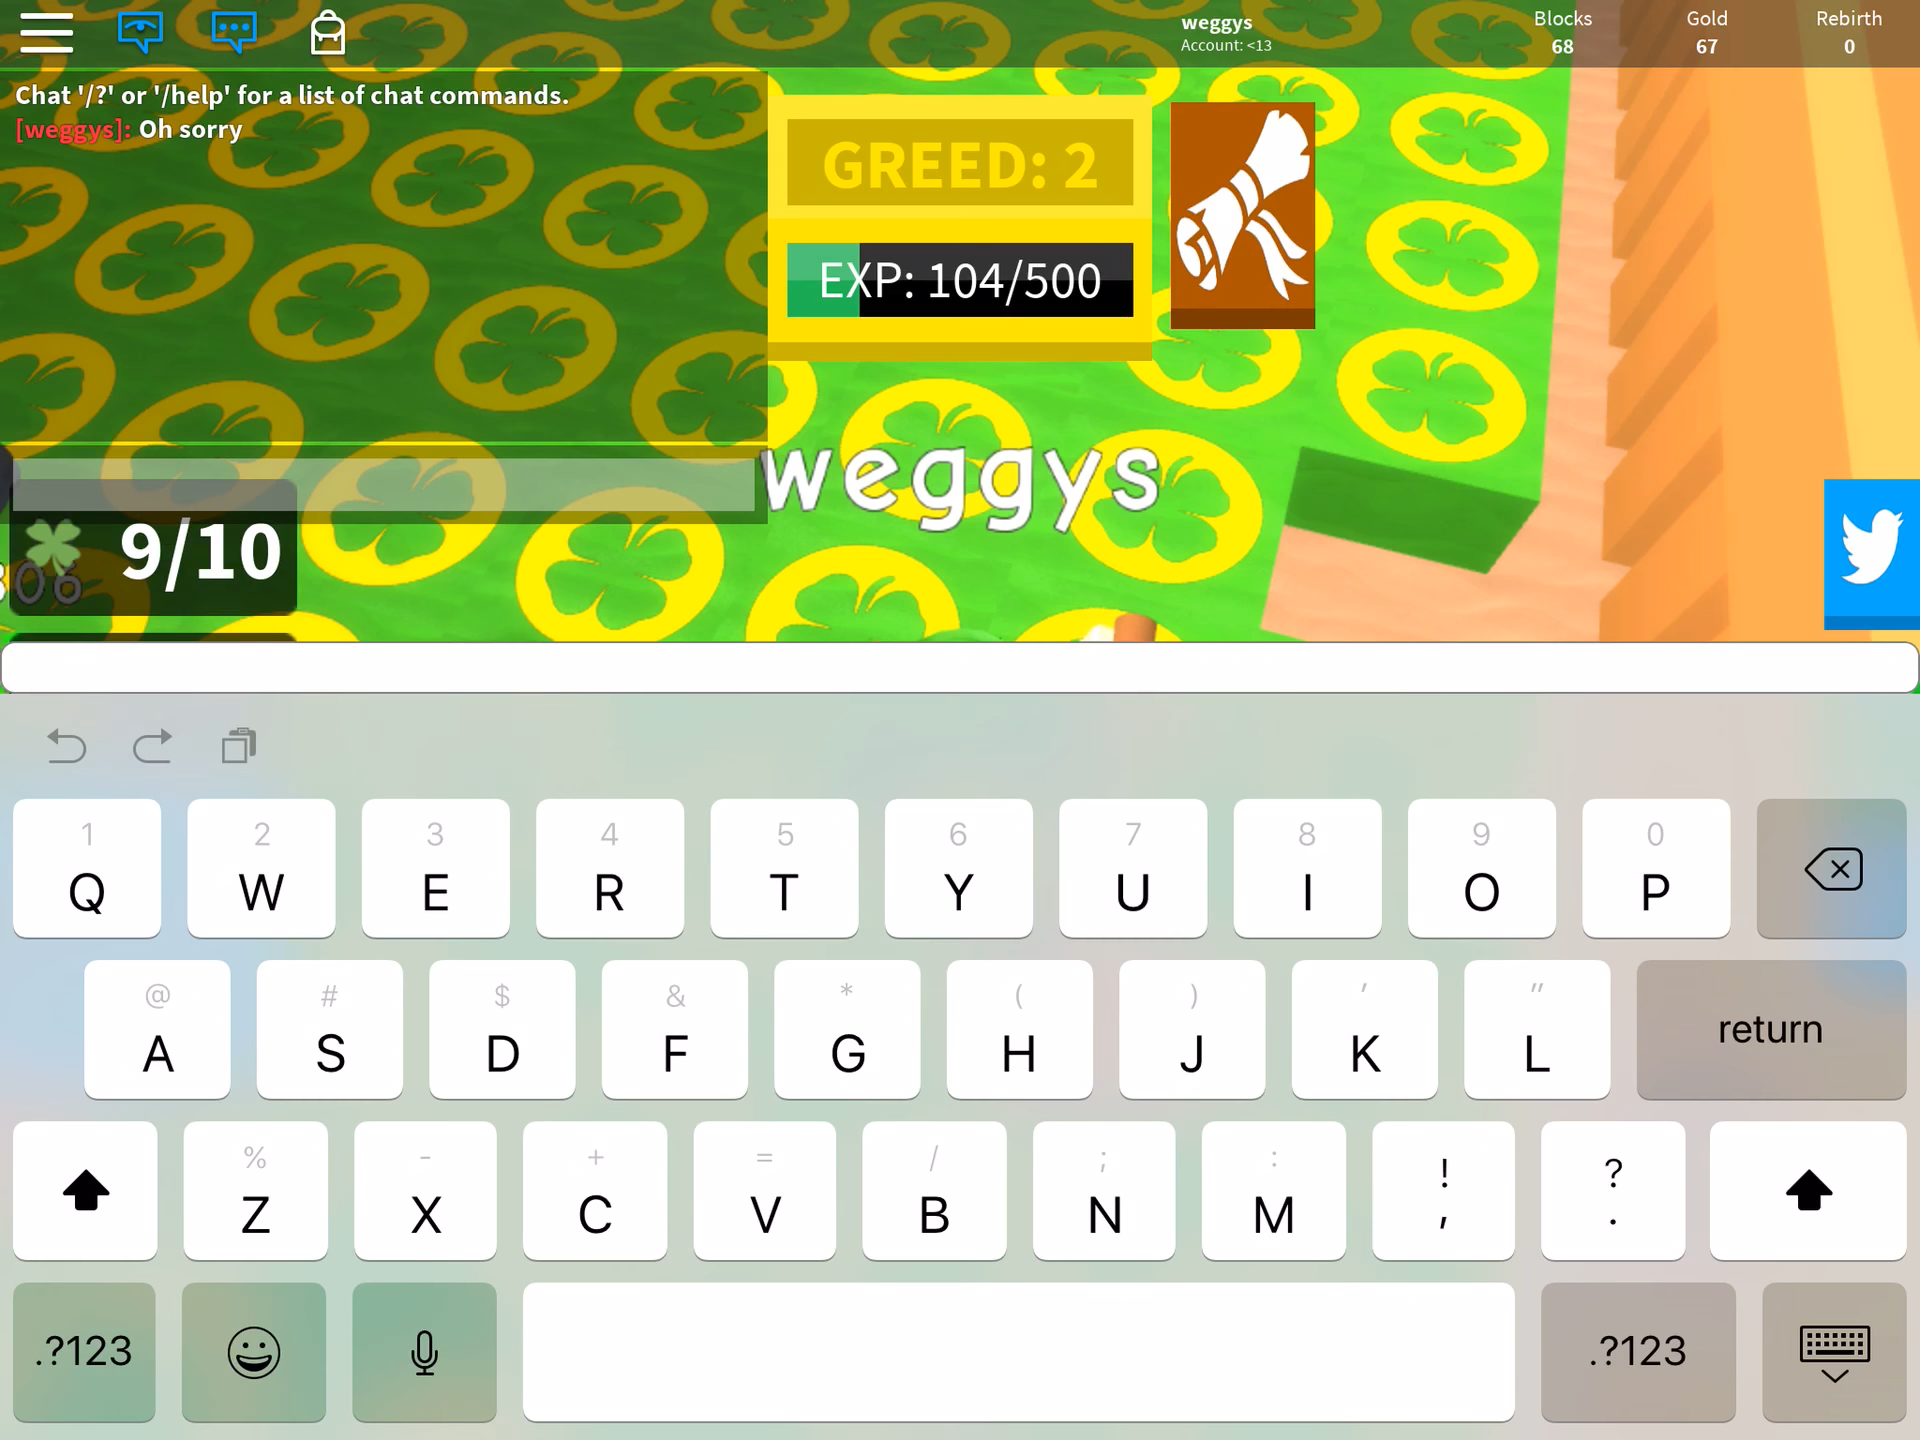 weggys
Account: <13
Blocks
68
Gold
67
Rebirth
0
Chat '/?' or '/help' for a list of chat commands.
[weggys]: Oh sorry
GREED: 2
EXP: 104/500
weggys
9/10
06
1 2 3 4 5 6 7 8 9 0
Q W E R T Y U I O P
@ # $ & * ( ) ' "
A S D F G H J K L return
% - + = / ; : ! ?
Z X C V B N M , .
.?123 .?123